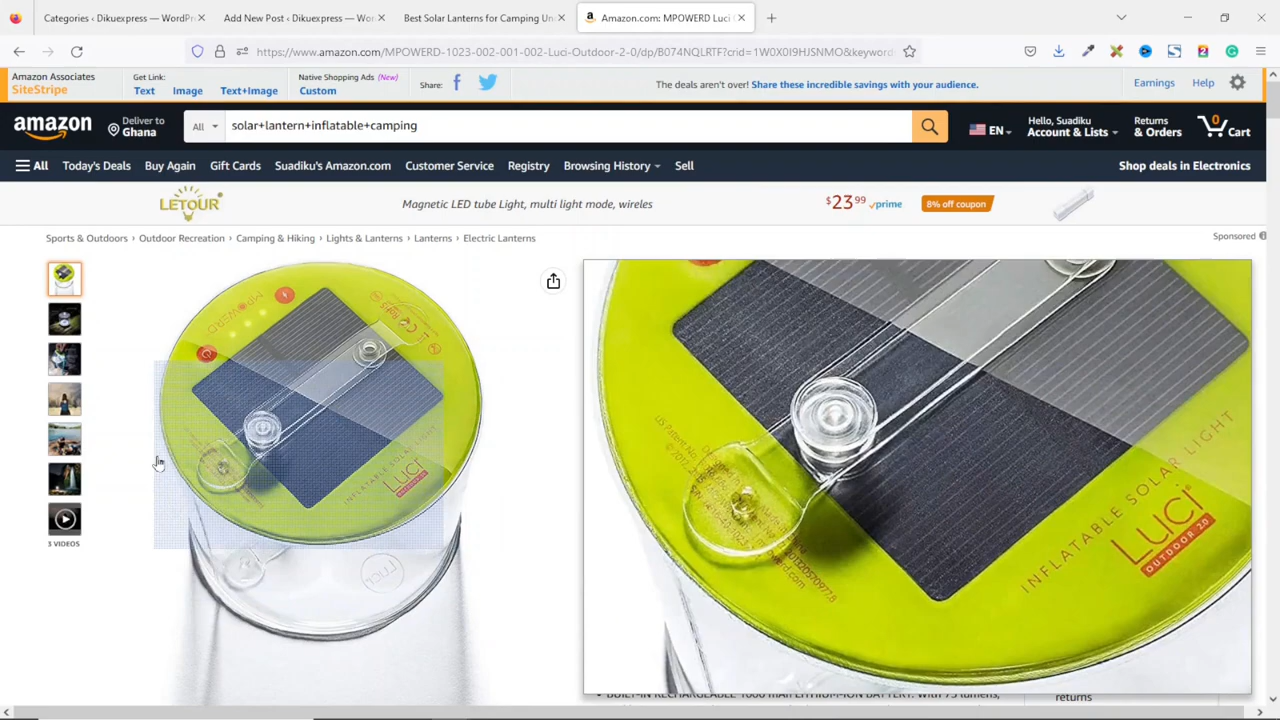 Categories ‹ Dikuexpress — WordPr
Add New Post ‹ Dikuexpress — Wor
Best Solar Lanterns for Camping Un
Amazon.com: MPOWERD Luci
https://www.amazon.com/MPOWERD-1023-002-001-002-Luci-Outdoor-2-0/dp/B074NQLRTF?crid=1W0X0I9HJSNMO&keyword
Amazon Associates
SiteStripe
Get Link:
Text
Image
Text+Image
Native Shopping Ads (New)
Custom
Share:
The deals aren't over! Share these incredible savings with your audience.
Earnings
Help
amazon
Deliver to
Ghana
All
solar+lantern+inflatable+camping
EN
Hello, Suadiku
Account & Lists
Returns
& Orders
0
Cart
All
Today's Deals
Buy Again
Gift Cards
Suadiku's Amazon.com
Customer Service
Registry
Browsing History
Sell
Shop deals in Electronics
LETOUR
Magnetic LED tube Light, multi light mode, wireles
$23.99
prime
8% off coupon
Sponsored
Sports & Outdoors › Outdoor Recreation › Camping & Hiking › Lights & Lanterns › Lanterns › Electric Lanterns
MPOWERD
INFLATABLE SOLAR LIGHT
LUCI
LUCI
3 VIDEOS
INFLATABLE SOLAR LIGHT
LUCI
OUTDOOR 2.0
BUILT-IN RECHARGEABLE 1000 mAh LITHIUM-ION BATTERY: With 75 lumens,
returns